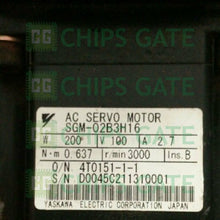 CHIPS GATE
AC SERVO MOTOR
SGM-02B3H16
W 200 V 100 A 2.7
N·m 0.637 r/min 3000 Ins. B
O/N 4T0151-1-1
S/N D0045C211310001
YASKAWA ELECTRIC CORPORATION JAPAN